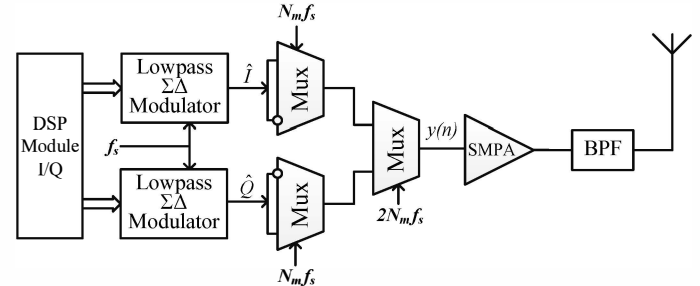 N_m f_s
Lowpass
ΣΔ
Modulator
Î
Mux
DSP
Module
I/Q
f_s
Mux
y(n)
SMPA
BPF
Lowpass
ΣΔ
Modulator
Q̂
Mux
2N_m f_s
N_m f_s